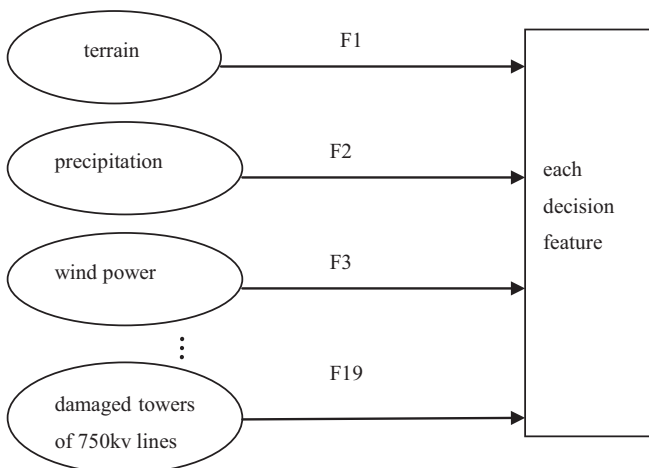 terrain
F1
precipitation
F2
each
decision
feature
wind power
F3
F19
damaged towers
of 750kv lines